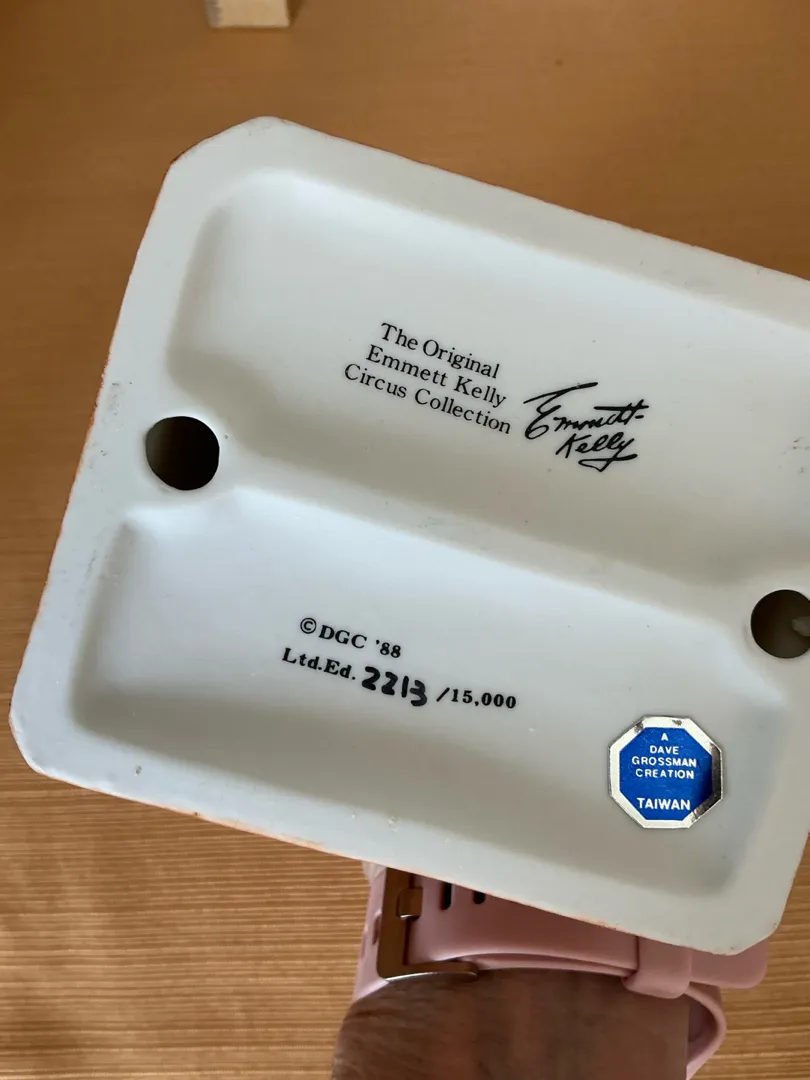 The Original
Emmett Kelly
Circus Collection
Emmett
Kelly
©DGC '88
Ltd.Ed. 2213 /15,000
A
DAVE
GROSSMAN
CREATION
TAIWAN